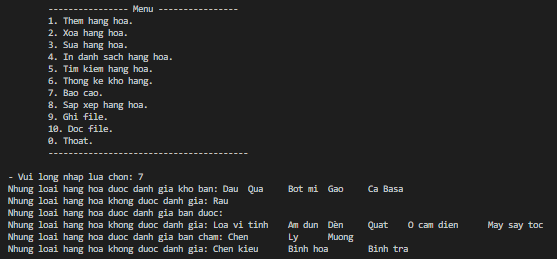 ---------------- Menu ----------------
1. Them hang hoa.
2. Xoa hang hoa.
3. Sua hang hoa.
4. In danh sach hang hoa.
5. Tim kiem hang hoa.
6. Thong ke kho hang.
7. Bao cao.
8. Sap xep hang hoa.
9. Ghi file.
10. Doc file.
0. Thoat.
----------------------------------------
- Vui long nhap lua chon: 7
Nhung loai hang hoa duoc danh gia kho ban: Dau Qua Bot mi Gao Ca Basa
Nhung loai hang hoa khong duoc danh gia: Rau
Nhung loai hang hoa duoc danh gia ban duoc:
Nhung loai hang hoa khong duoc danh gia: Loa vi tinh Am dun Dèn Quat O cam dien May say toc
Nhung loai hang hoa duoc danh gia ban cham: Chen Ly Muong
Nhung loai hang hoa khong duoc danh gia: Chen kieu Binh hoa Binh tra